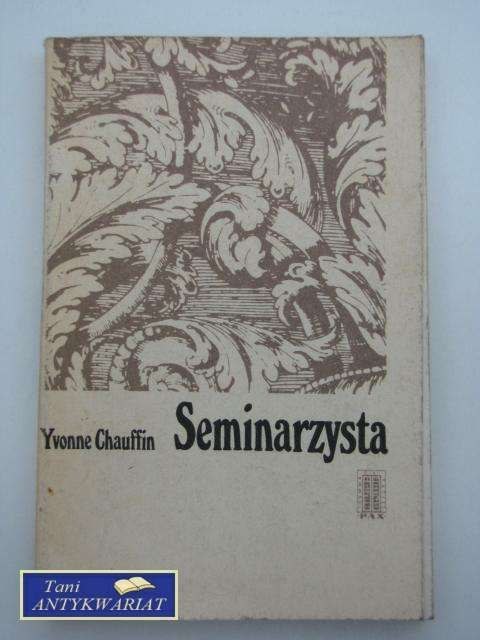 Yvonne Chauffin Seminarzysta
PAX
Tani
ANTYKWARIAT